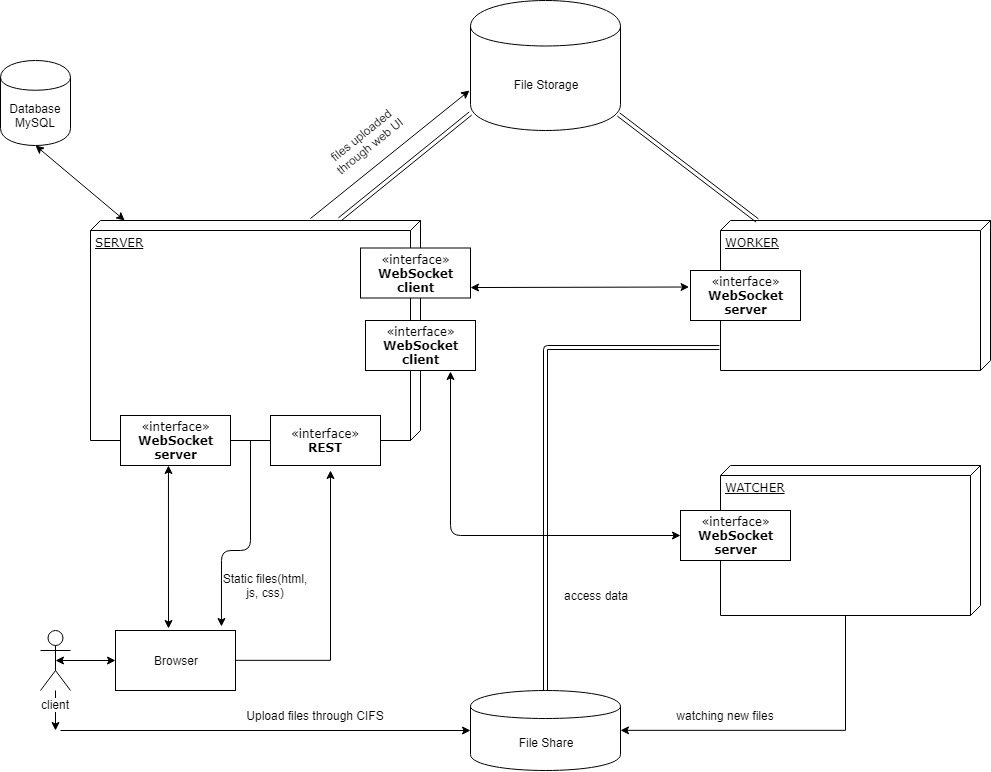 File Storage
Database
MySQL
files uploaded
through web UI
SERVER
WORKER
«interface»
WebSocket
client
«interface»
WebSocket
server
«interface»
WebSocket
client
«interface»
WebSocket
server
«interface»
REST
WATCHER
«interface»
WebSocket
server
Static files(html,
js, css)
access data
Browser
client
Upload files through CIFS
watching new files
File Share